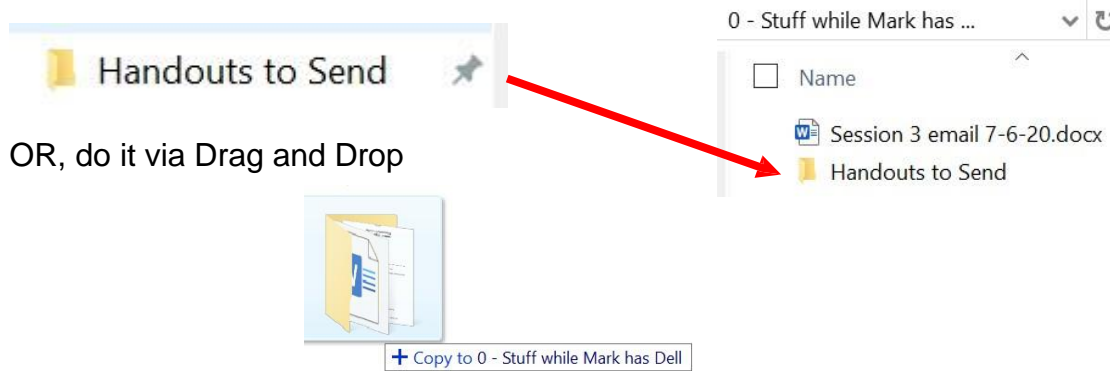 Handouts to Send
OR, do it via Drag and Drop
+ Copy to 0 - Stuff while Mark has Dell
0 - Stuff while Mark has ...
Name
Session 3 email 7-6-20.docx
Handouts to Send